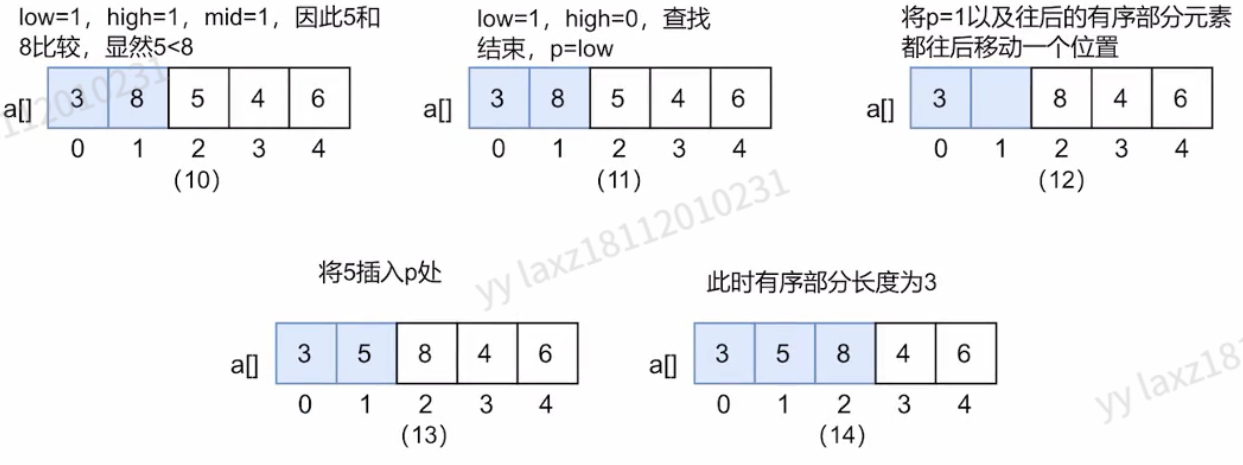 low=1，high=1，mid=1，因此5和
8比较，显然5<8
a[] 3 8 5 4 6
0 1 2 3 4
（10）
low=1，high=0，查找
结束，p=low
a[] 3 8 5 4 6
0 1 2 3 4
（11）
将p=1以及往后的有序部分元素
都往后移动一个位置
a[] 3 8 4 6
0 1 2 3 4
（12）
将5插入p处
a[] 3 5 8 4 6
0 1 2 3 4
（13）
此时有序部分长度为3
a[] 3 5 8 4 6
0 1 2 3 4
（14）
112010231
yy laxz18112010231
yy laxz181